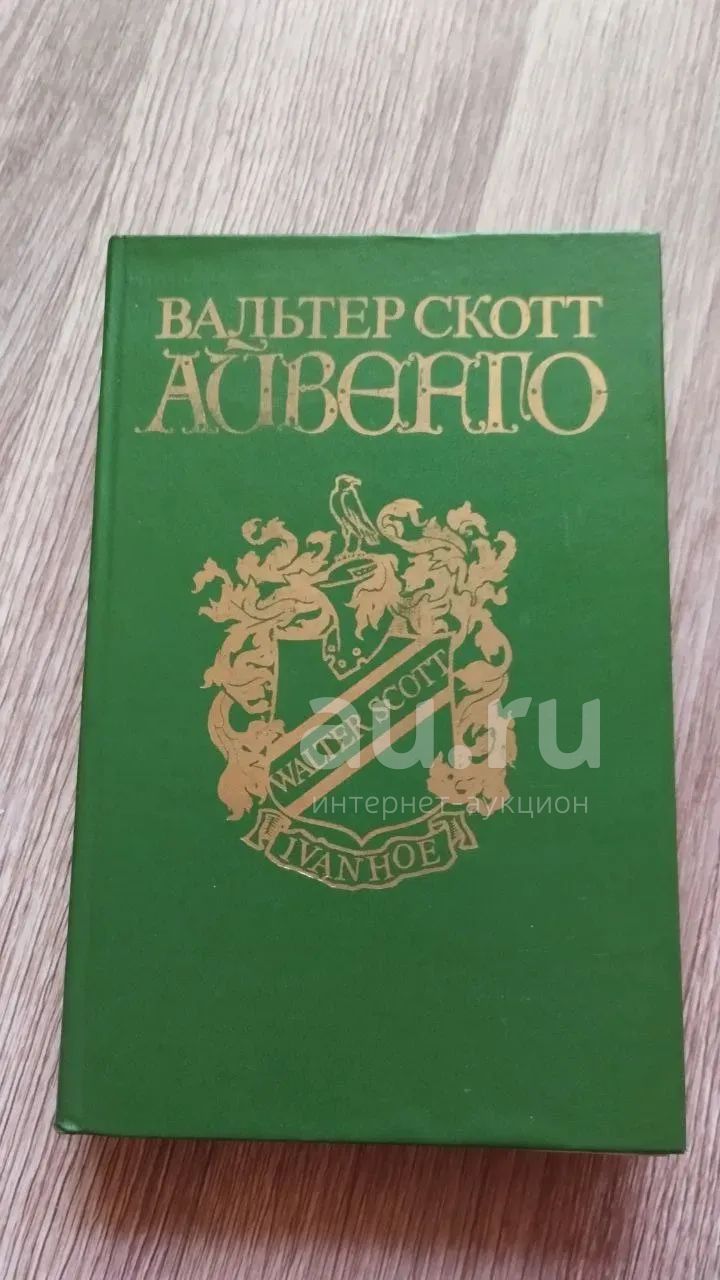 ВАЛЬТЕР СКОТТ
АЙВЕНГО
WALTER SCOTT
IVANHOE
au.ru
интернет-аукцион